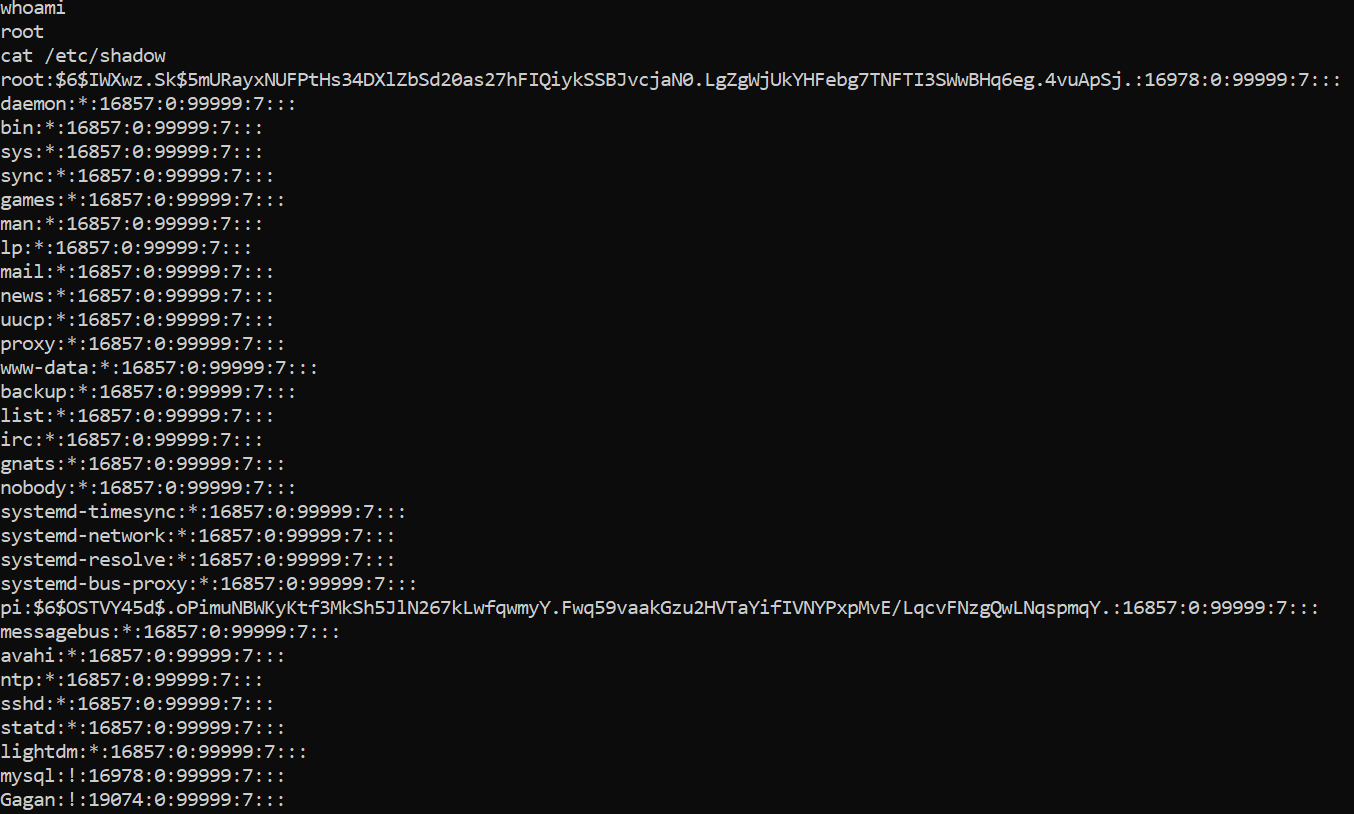 whoami
root
cat /etc/shadow
root:$6$IWXwz.Sk$5mURayxNUFPtHs34DXlZbSd20as27hFIQiykSSBJvcjaN0.LgZgWjUkYHFebg7TNFTI3SWwBHq6eg.4vuApSj.:16978:0:99999:7:::
daemon:*:16857:0:99999:7:::
bin:*:16857:0:99999:7:::
sys:*:16857:0:99999:7:::
sync:*:16857:0:99999:7:::
games:*:16857:0:99999:7:::
man:*:16857:0:99999:7:::
lp:*:16857:0:99999:7:::
mail:*:16857:0:99999:7:::
news:*:16857:0:99999:7:::
uucp:*:16857:0:99999:7:::
proxy:*:16857:0:99999:7:::
www-data:*:16857:0:99999:7:::
backup:*:16857:0:99999:7:::
list:*:16857:0:99999:7:::
irc:*:16857:0:99999:7:::
gnats:*:16857:0:99999:7:::
nobody:*:16857:0:99999:7:::
systemd-timesync:*:16857:0:99999:7:::
systemd-network:*:16857:0:99999:7:::
systemd-resolve:*:16857:0:99999:7:::
systemd-bus-proxy:*:16857:0:99999:7:::
pi:$6$OSTVY45d$.oPimuNBWKyKtf3MkSh5JlN267kLwfqwmyY.Fwq59vaakGzu2HVTaYifIVNYPxpMvE/LqcvFNzgQwLNqspmqY.:16857:0:99999:7:::
messagebus:*:16857:0:99999:7:::
avahi:*:16857:0:99999:7:::
ntp:*:16857:0:99999:7:::
sshd:*:16857:0:99999:7:::
statd:*:16857:0:99999:7:::
lightdm:*:16857:0:99999:7:::
mysql:!:16978:0:99999:7:::
Gagan:!:19074:0:99999:7:::